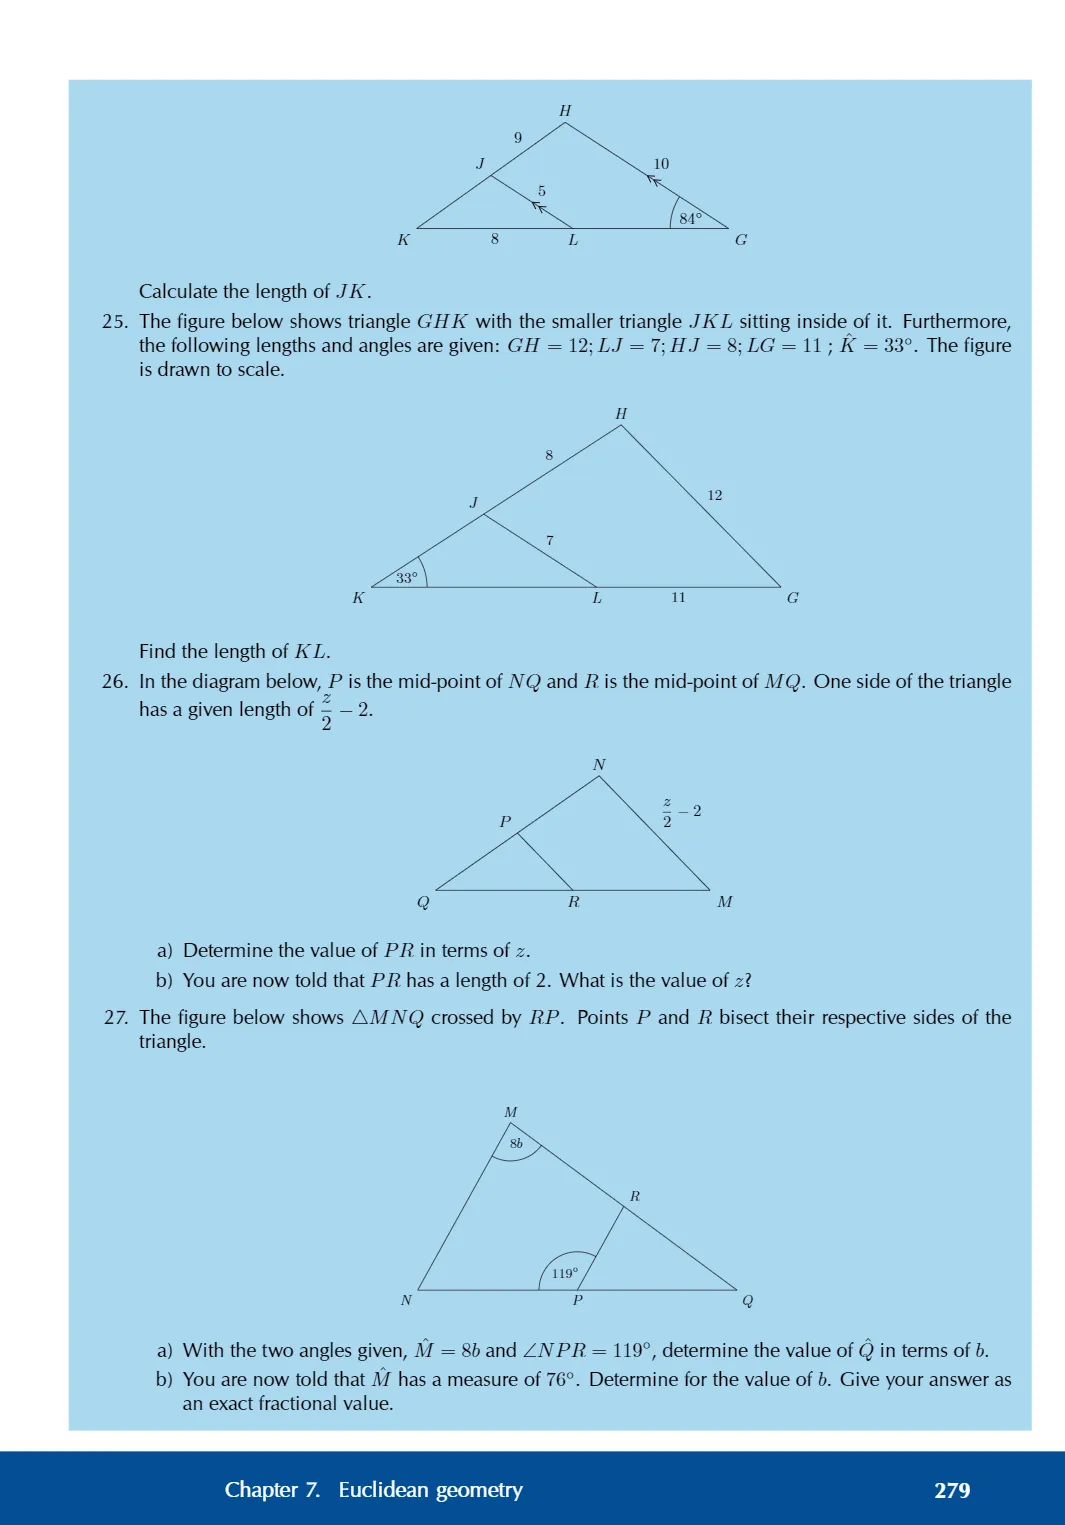 H
9
J
10
5
84°
K
8
L
G
Calculate the length of JK.
25. The figure below shows triangle GHK with the smaller triangle JKL sitting inside of it. Furthermore,
the following lengths and angles are given: GH = 12; LJ = 7; HJ = 8; LG = 11 ; K̂ = 33°. The figure
is drawn to scale.
H
8
12
J
7
33°
K
L
11
G
Find the length of KL.
26. In the diagram below, P is the mid-point of NQ and R is the mid-point of MQ. One side of the triangle
has a given length of z/2 − 2.
N
z/2 − 2
P
Q
R
M
a) Determine the value of PR in terms of z.
b) You are now told that PR has a length of 2. What is the value of z?
27. The figure below shows △MNQ crossed by RP. Points P and R bisect their respective sides of the
triangle.
M
8b
R
119°
N
P
Q
a) With the two angles given, M̂ = 8b and ∠NPR = 119°, determine the value of Q̂ in terms of b.
b) You are now told that M̂ has a measure of 76°. Determine for the value of b. Give your answer as
an exact fractional value.
Chapter 7. Euclidean geometry 279